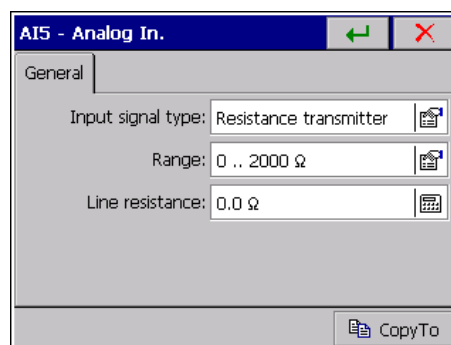 AI5 - Analog In.
General
Input signal type: Resistance transmitter
Range: 0 .. 2000 Ω
Line resistance: 0.0 Ω
CopyTo